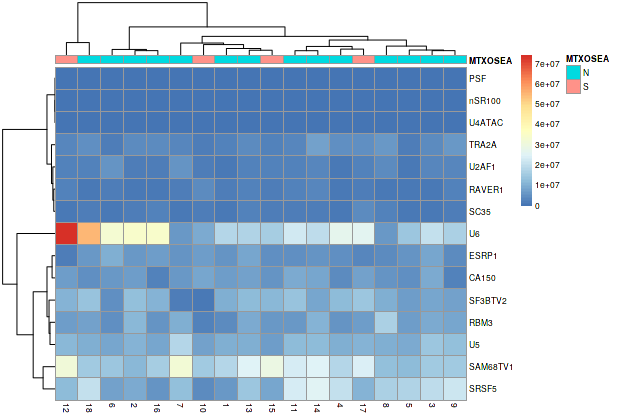 MTXOSEA
PSF
nSR100
U4ATAC
TRA2A
U2AF1
RAVER1
SC35
U6
ESRP1
CA150
SF3BTV2
RBM3
U5
SAM68TV1
SRSF5
12 18 6 2 16 7 10 1 13 15 11 14 4 17 8 5 3 9
7e+07
6e+07
5e+07
4e+07
3e+07
2e+07
1e+07
0
MTXOSEA
N
S